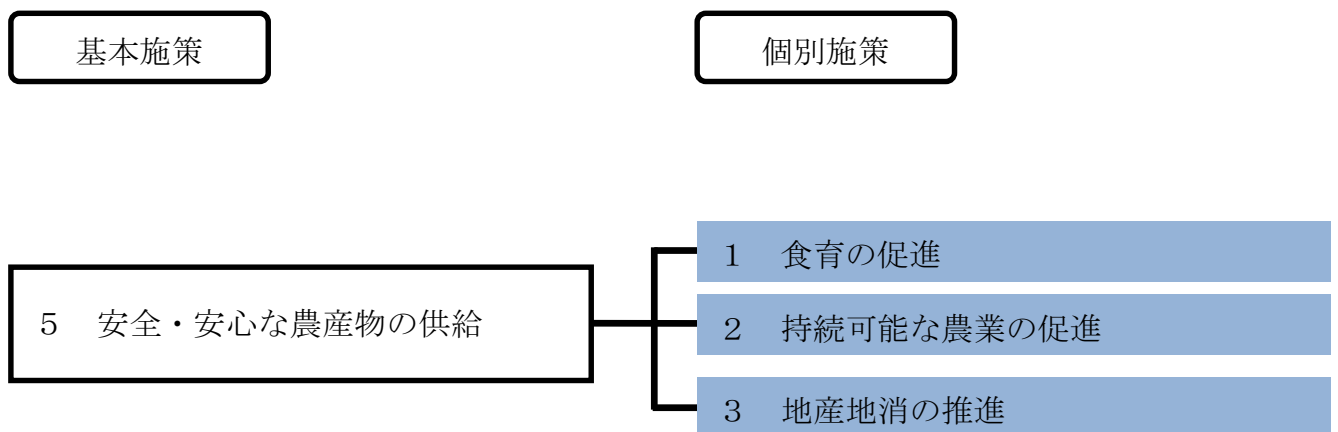 基本施策
個別施策
５　安全・安心な農産物の供給
１　食育の促進
２　持続可能な農業の促進
３　地産地消の推進